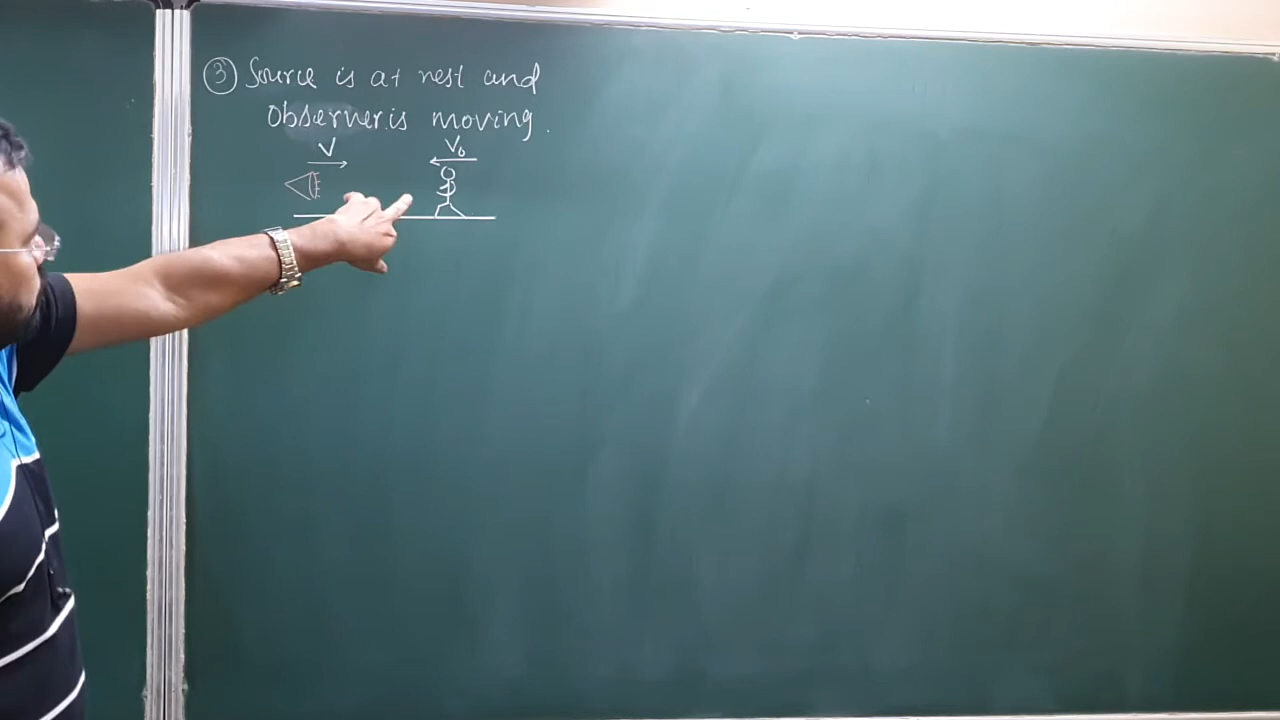 ③ Source is at rest and
Observer is moving.
V V₀